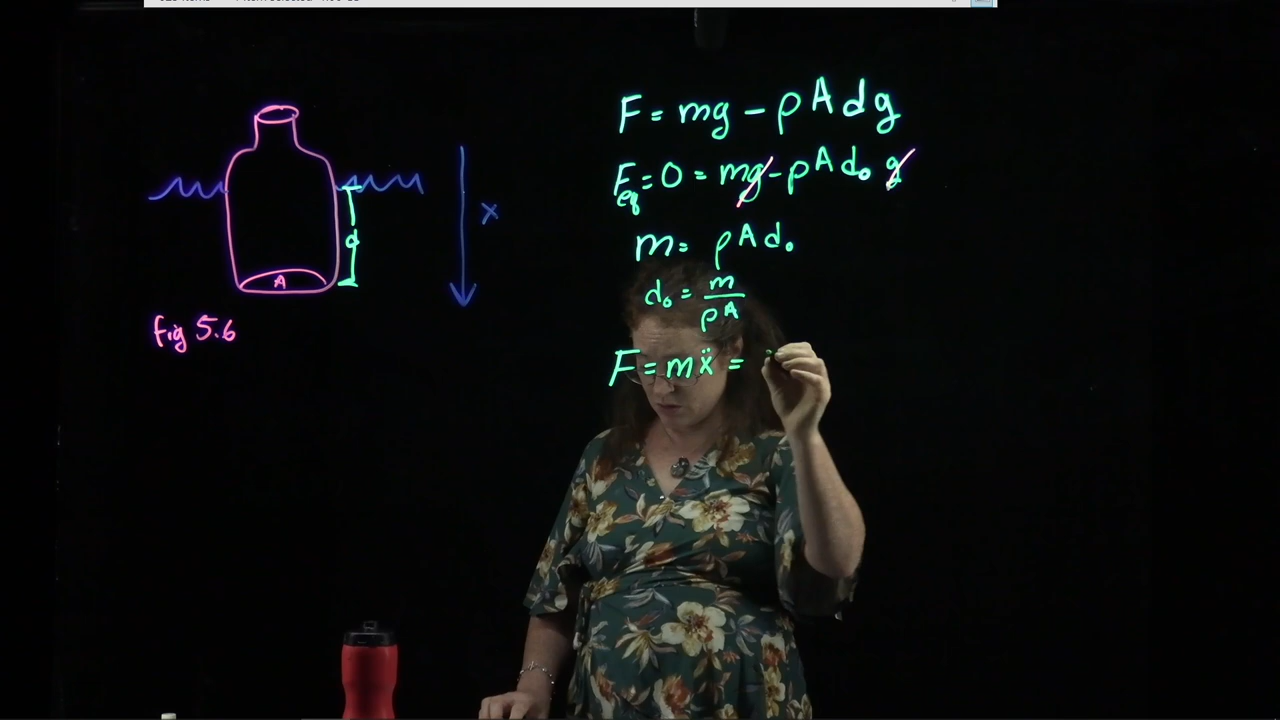 A
d
x
Fig 5.6
F = mg - ρAdg
F_eq = 0 = mg - ρAd₀g
m = ρAd₀
d₀ = m/ρA
F = mẍ =